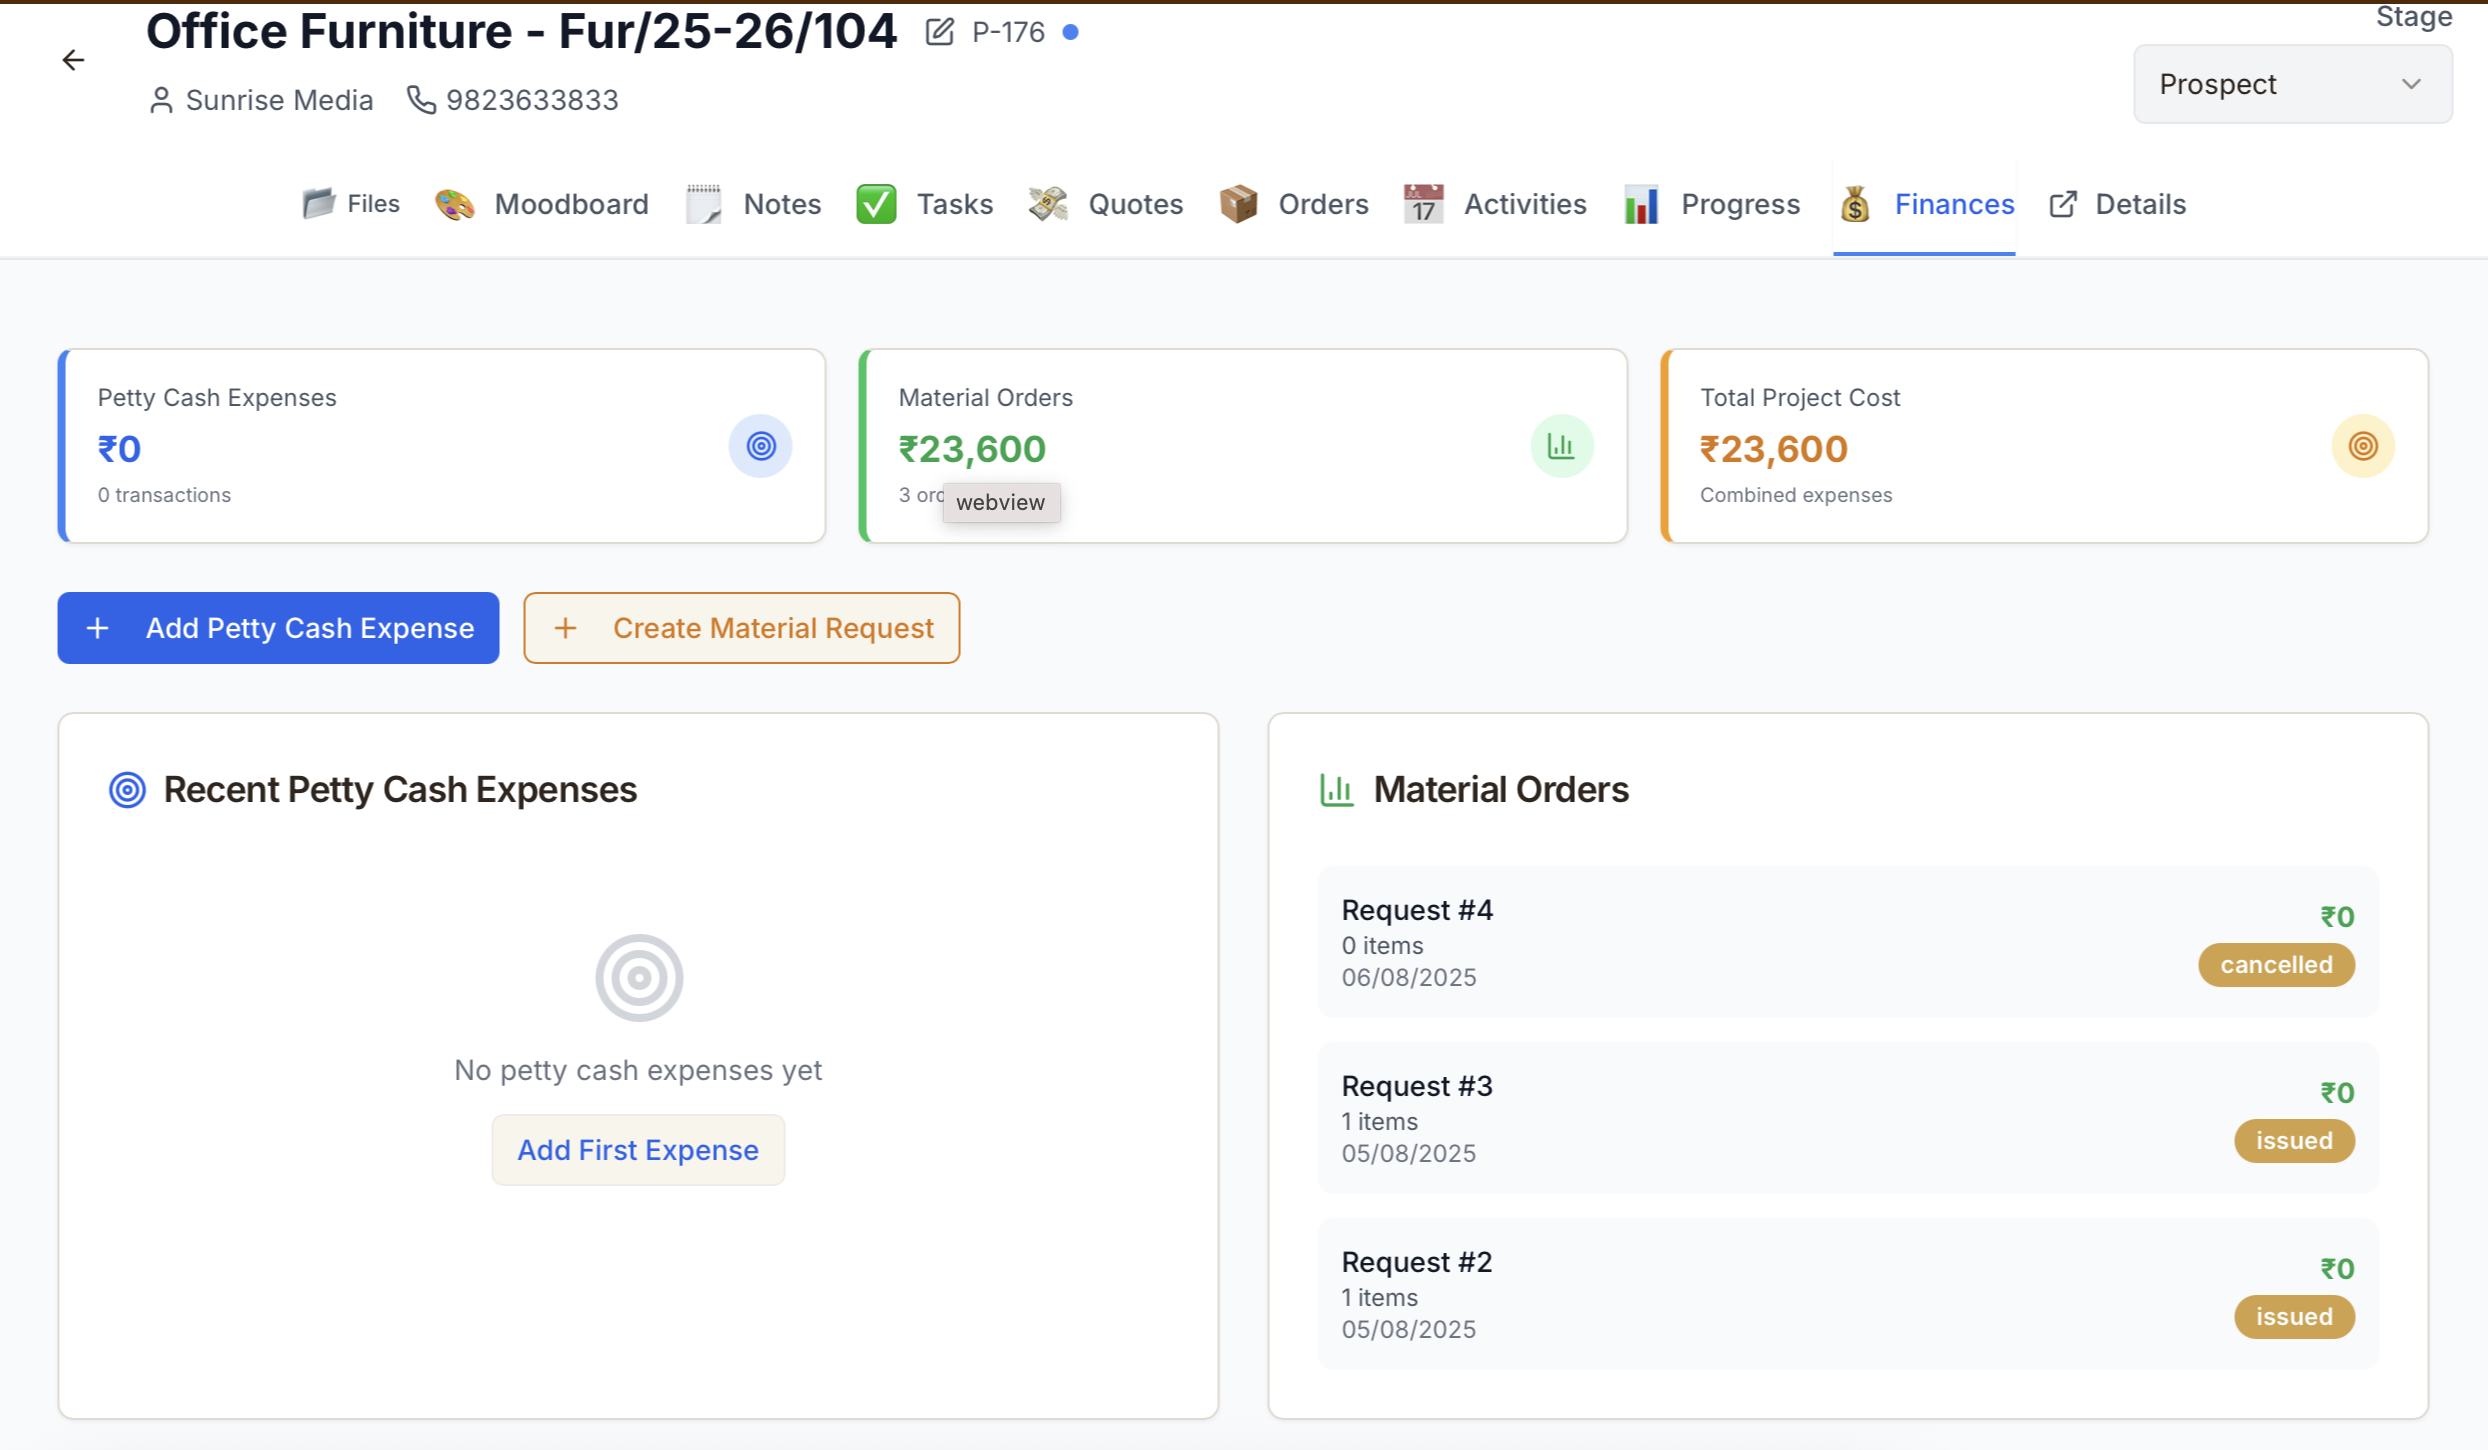 Office Furniture - Fur/25-26/104 P-176
Stage
Sunrise Media 9823633833
Prospect
Files Moodboard Notes Tasks Quotes Orders JUL 17 Activities Progress Finances Details
Petty Cash Expenses
₹0
0 transactions
Material Orders
₹23,600
3 ord
webview
Total Project Cost
₹23,600
Combined expenses
+ Add Petty Cash Expense
+ Create Material Request
Recent Petty Cash Expenses
No petty cash expenses yet
Add First Expense
Material Orders
Request #4
0 items
06/08/2025
₹0
cancelled
Request #3
1 items
05/08/2025
₹0
issued
Request #2
1 items
05/08/2025
₹0
issued